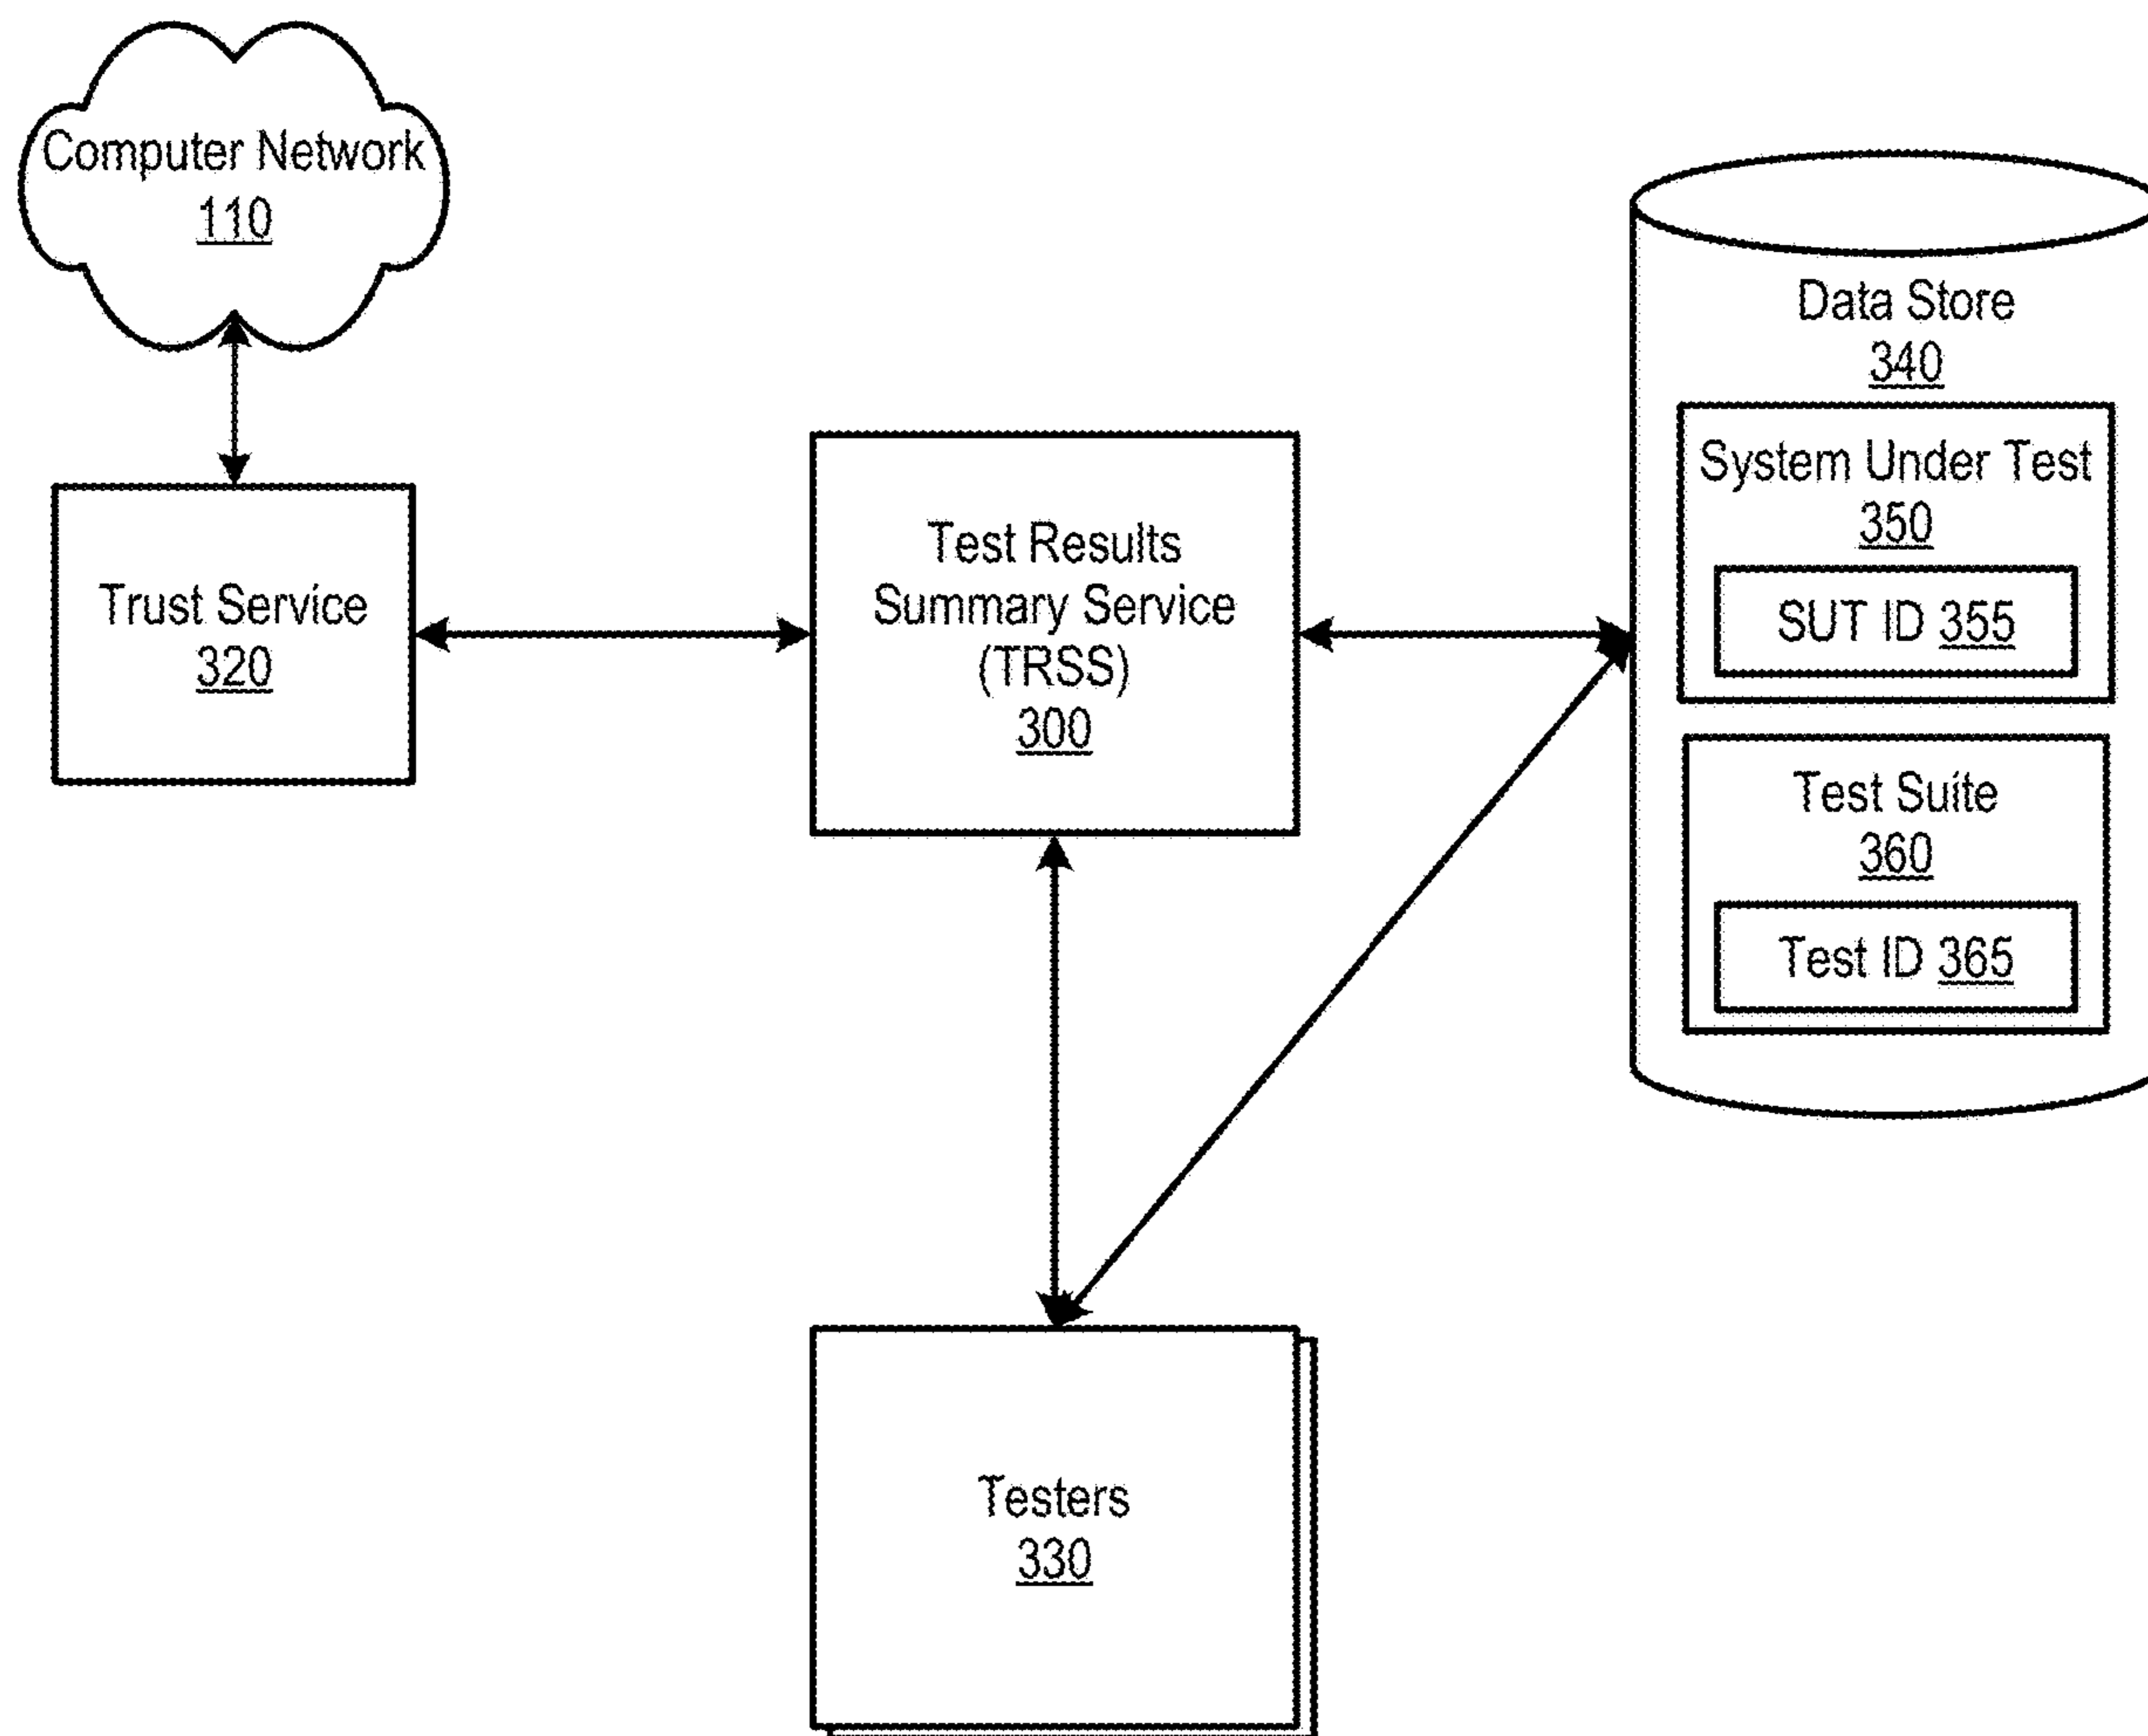 Computer Network
110
Trust Service
320
Test Results
Summary Service
(TRSS)
300
Data Store
340
System Under Test
350
SUT ID 355
Test Suite
360
Test ID 365
Testers
330